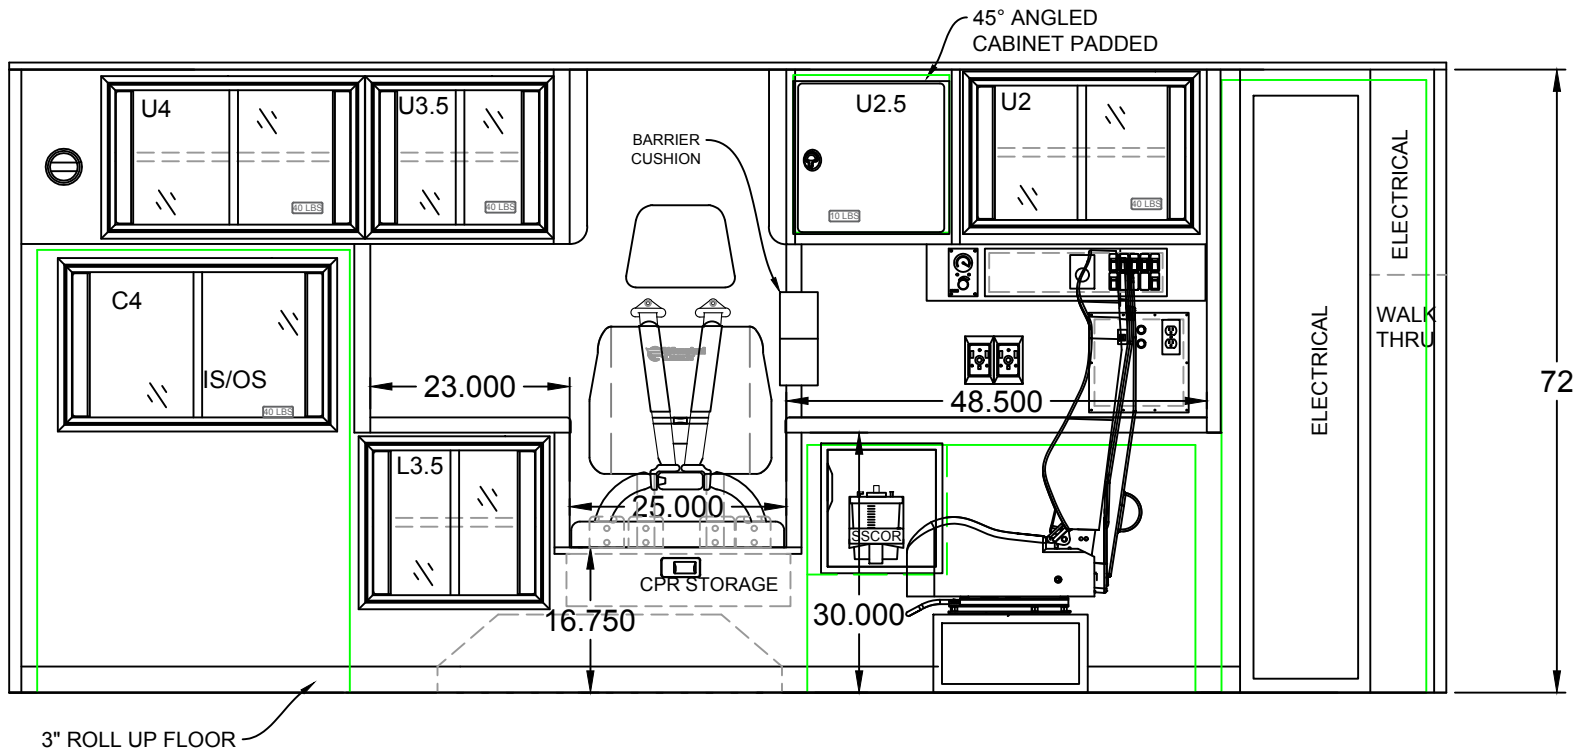 45° ANGLED
CABINET PADDED
U4
U3.5
U2.5
U2
BARRIER
CUSHION
40 LBS
40 LBS
10 LBS
40 LBS
ELECTRICAL
C4
IS/OS
40 LBS
23.000
48.500
ELECTRICAL
WALK
THRU
72
L3.5
25.000
SSCOR
CPR STORAGE
16.750
30.000
3" ROLL UP FLOOR